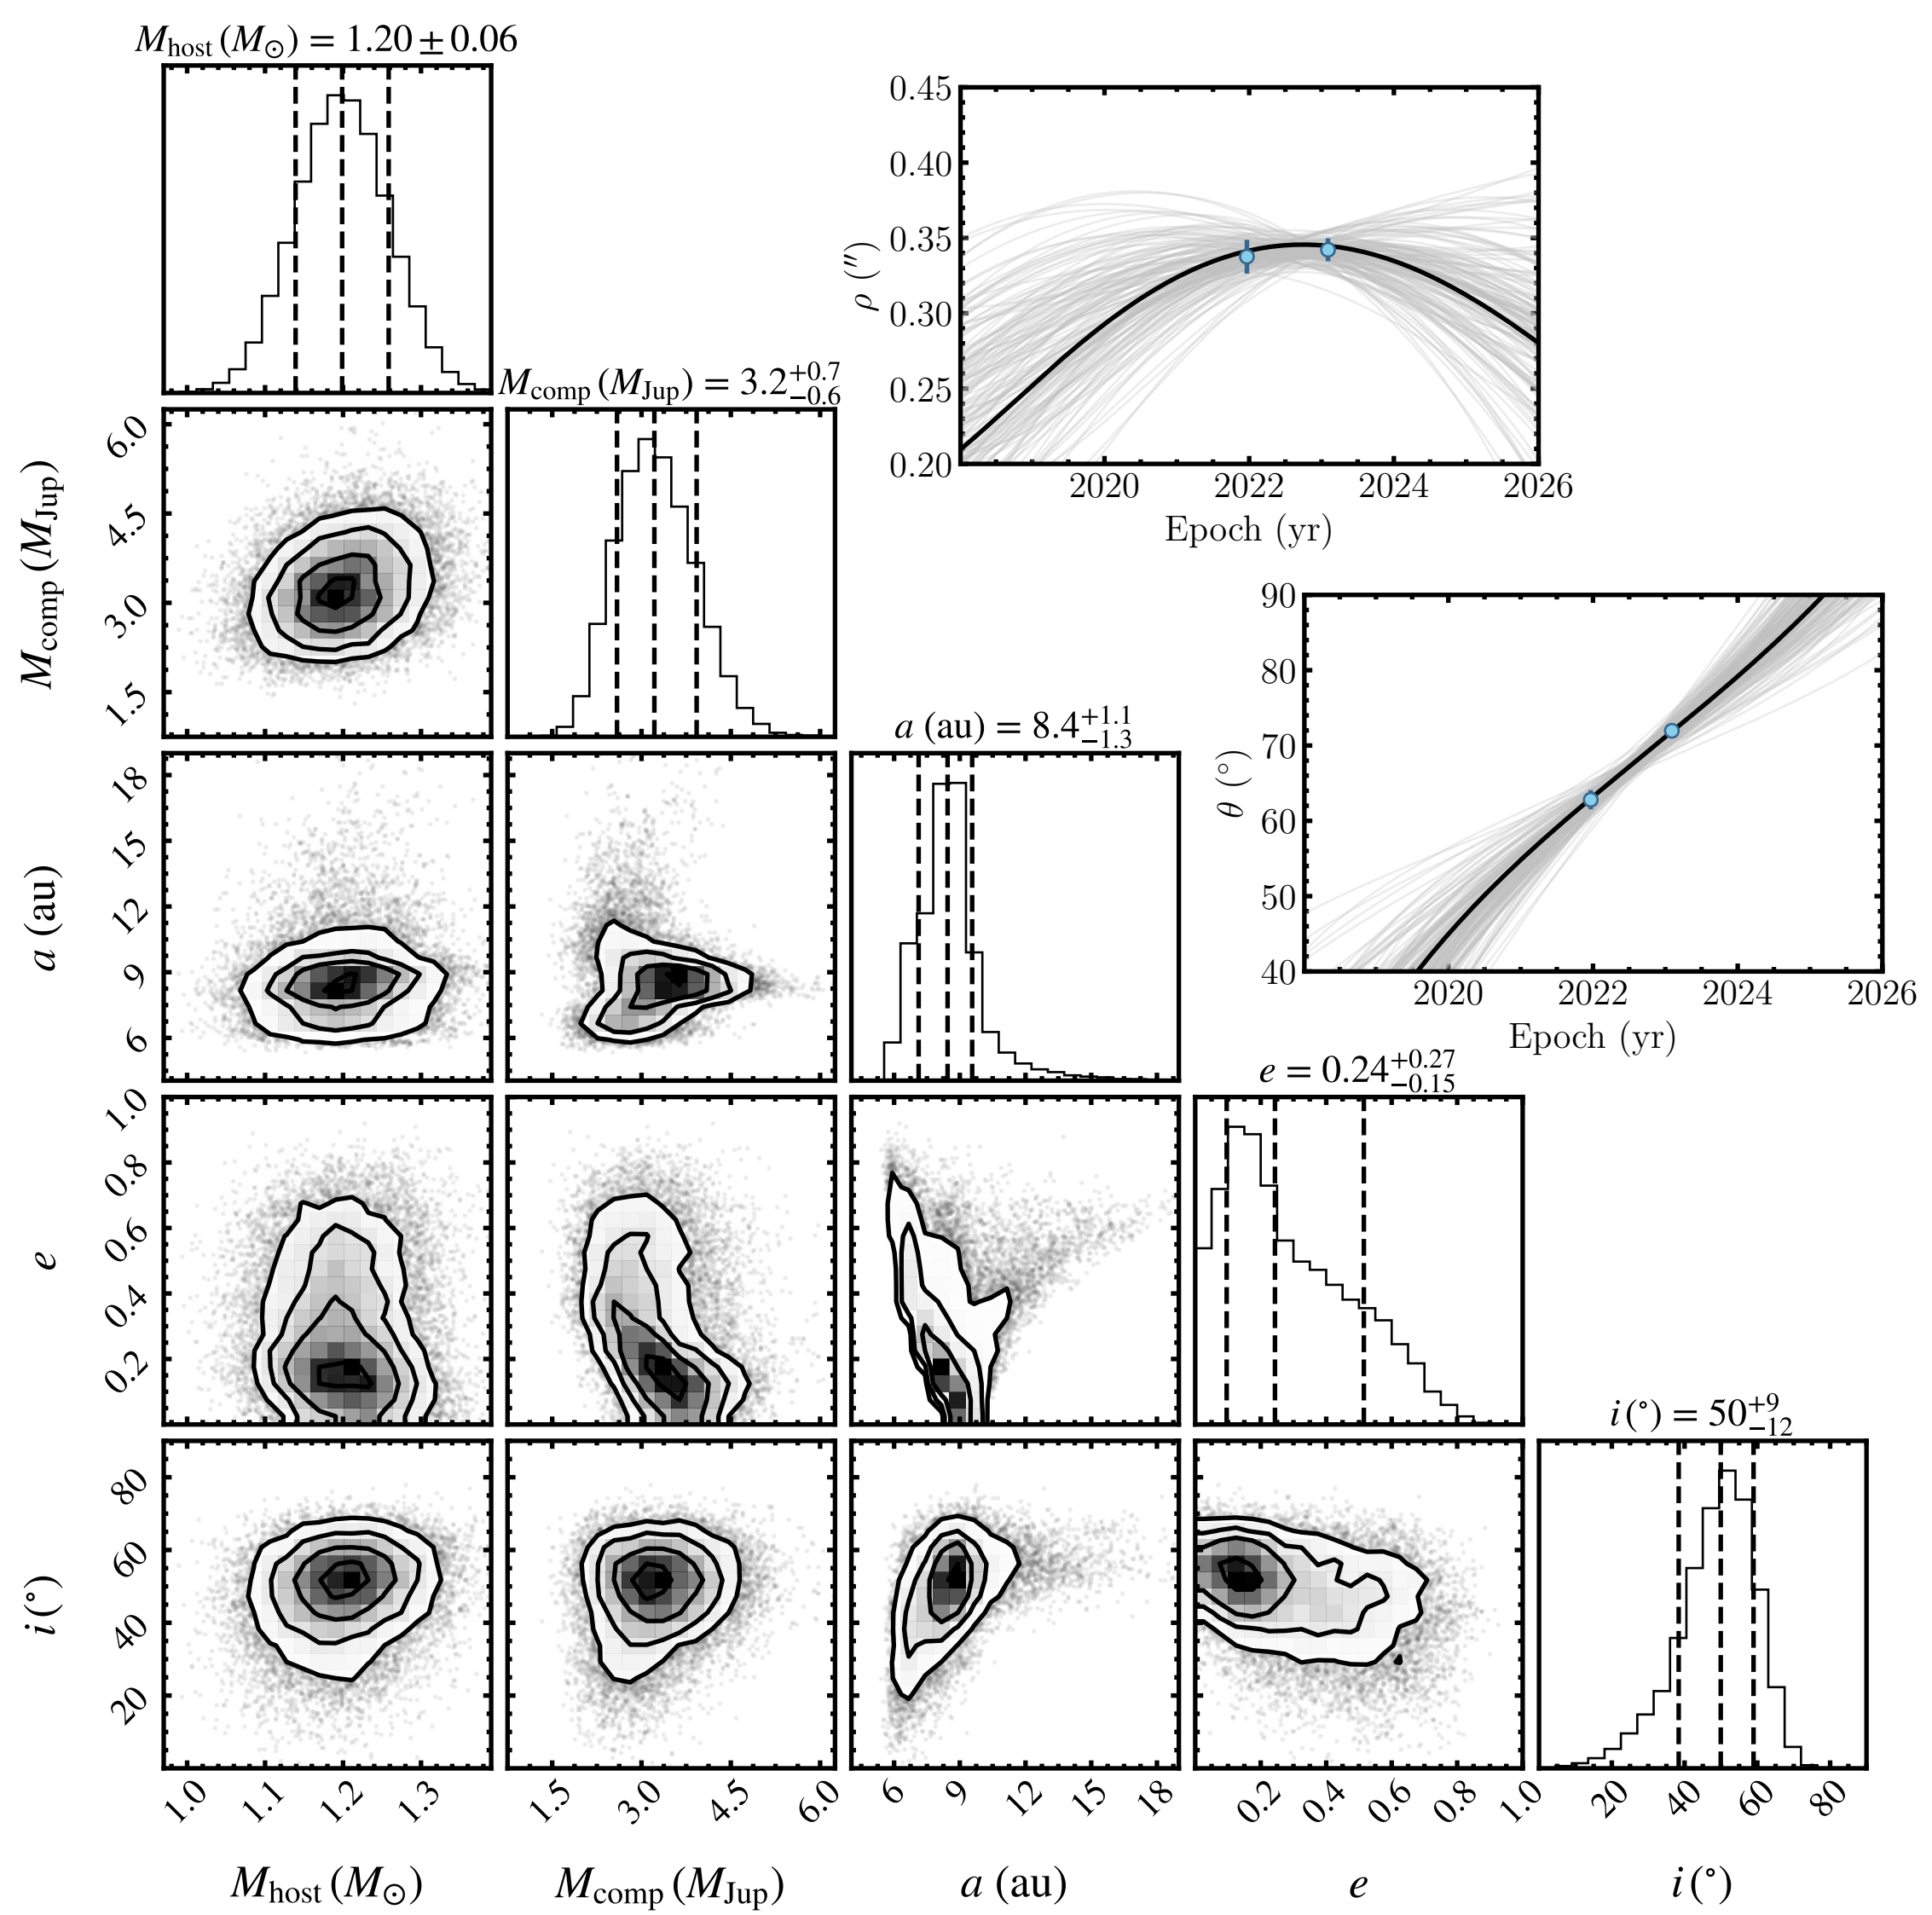 M_host (M_⊙) = 1.20 ± 0.06
0.45
0.40
0.35
0.30
0.25
0.20
ρ (″)
2020 2022 2024 2026
Epoch (yr)
M_comp (M_Jup) = 3.2 +0.7 −0.6
6.0
4.5
3.0
1.5
M_comp (M_Jup)
90
80
70
60
50
40
θ (°)
2020 2022 2024 2026
Epoch (yr)
a (au) = 8.4 +1.1 −1.3
18
15
12
9
6
a (au)
e = 0.24 +0.27 −0.15
1.0
0.8
0.6
0.4
0.2
e
i (°) = 50 +9 −12
80
60
40
20
i (°)
1.0 1.1 1.2 1.3 1.5 3.0 4.5 6.0 6 9 12 15 18 0.2 0.4 0.6 0.8 1.0 20 40 60 80
M_host (M_⊙) M_comp (M_Jup) a (au) e i (°)